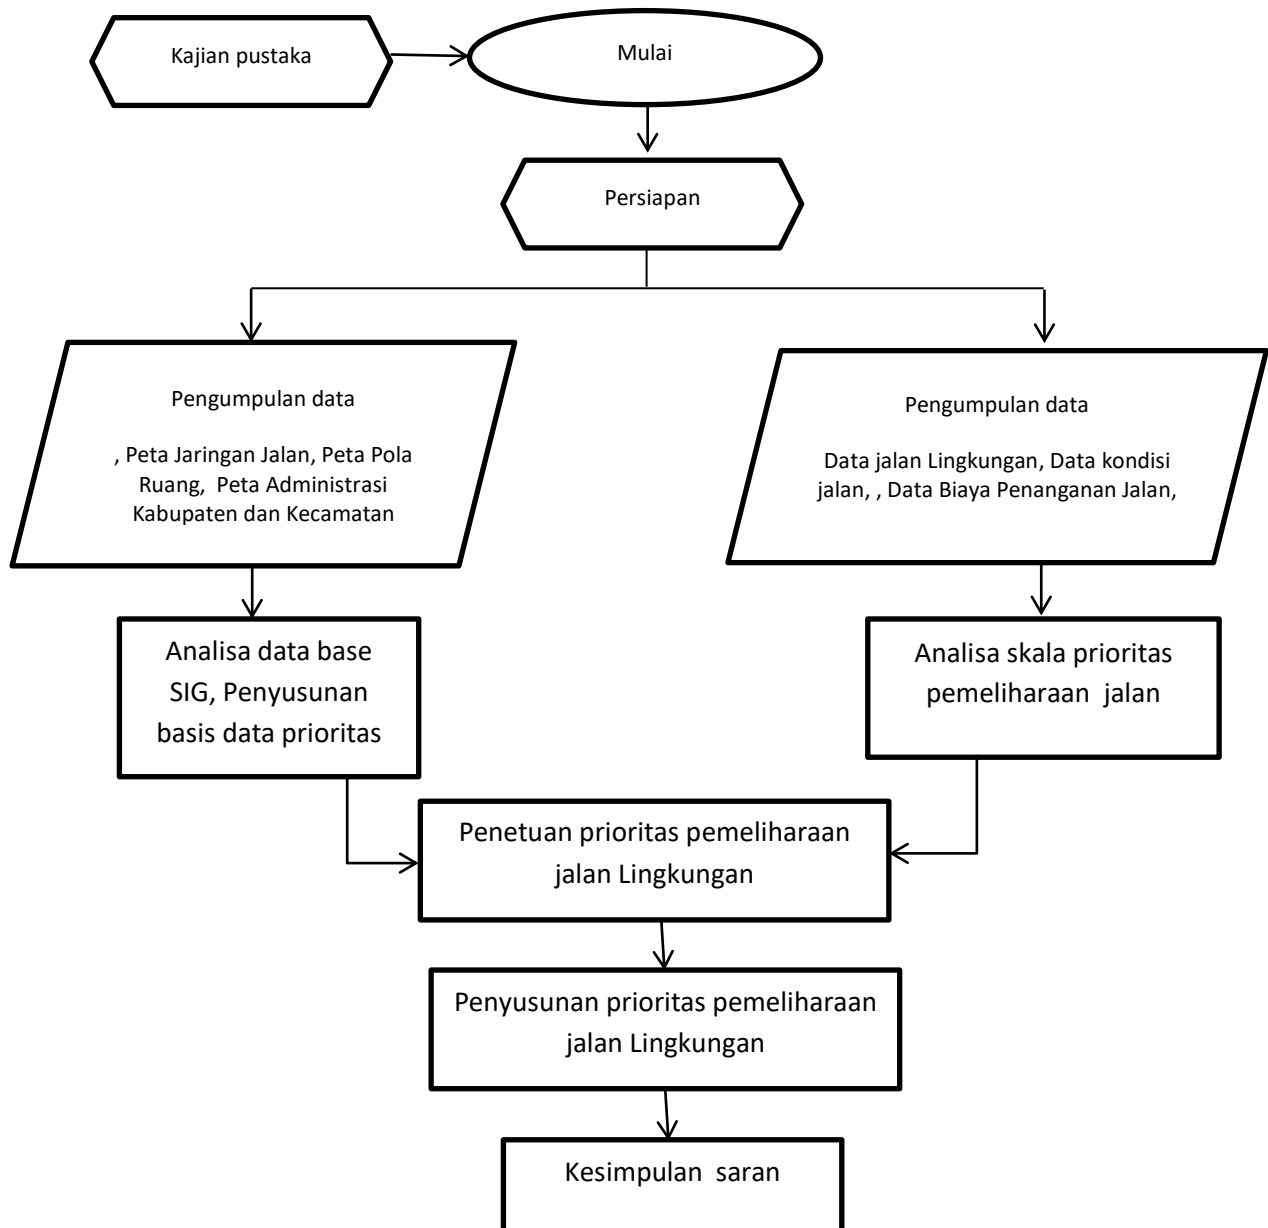 Kajian pustaka
Mulai
Persiapan
Pengumpulan data
, Peta Jaringan Jalan, Peta Pola
Ruang,  Peta Administrasi
Kabupaten dan Kecamatan
Pengumpulan data
Data jalan Lingkungan, Data kondisi
jalan, , Data Biaya Penanganan Jalan,
Analisa data base
SIG, Penyusunan
basis data prioritas
Analisa skala prioritas
pemeliharaan  jalan
Penetuan prioritas pemeliharaan
jalan Lingkungan
Penyusunan prioritas pemeliharaan
jalan Lingkungan
Kesimpulan  saran